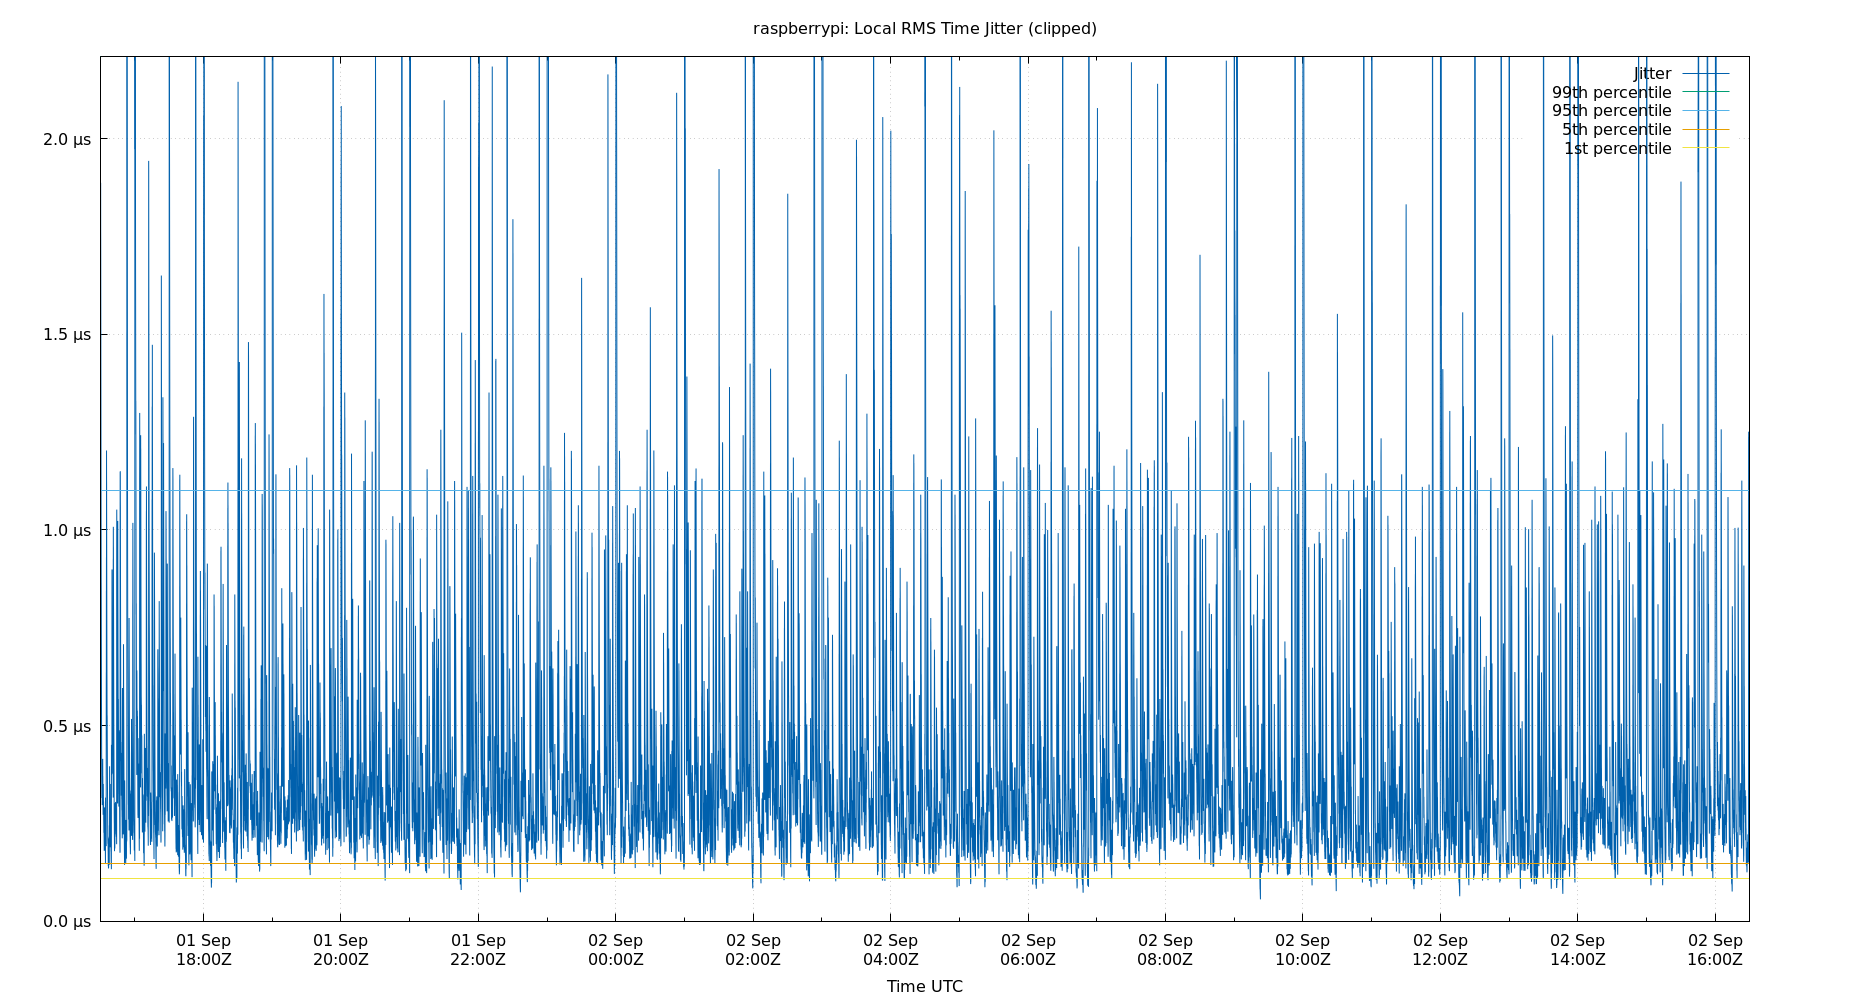 raspberrypi: Local RMS Time Jitter (clipped)
Jitter
99th percentile
95th percentile
5th percentile
1st percentile
2.0 μs
1.5 μs
1.0 μs
0.5 μs
0.0 μs
01 Sep 01 Sep 01 Sep 02 Sep 02 Sep 02 Sep 02 Sep 02 Sep 02 Sep 02 Sep 02 Sep 02 Sep
18:00Z 20:00Z 22:00Z 00:00Z 02:00Z 04:00Z 06:00Z 08:00Z 10:00Z 12:00Z 14:00Z 16:00Z
Time UTC